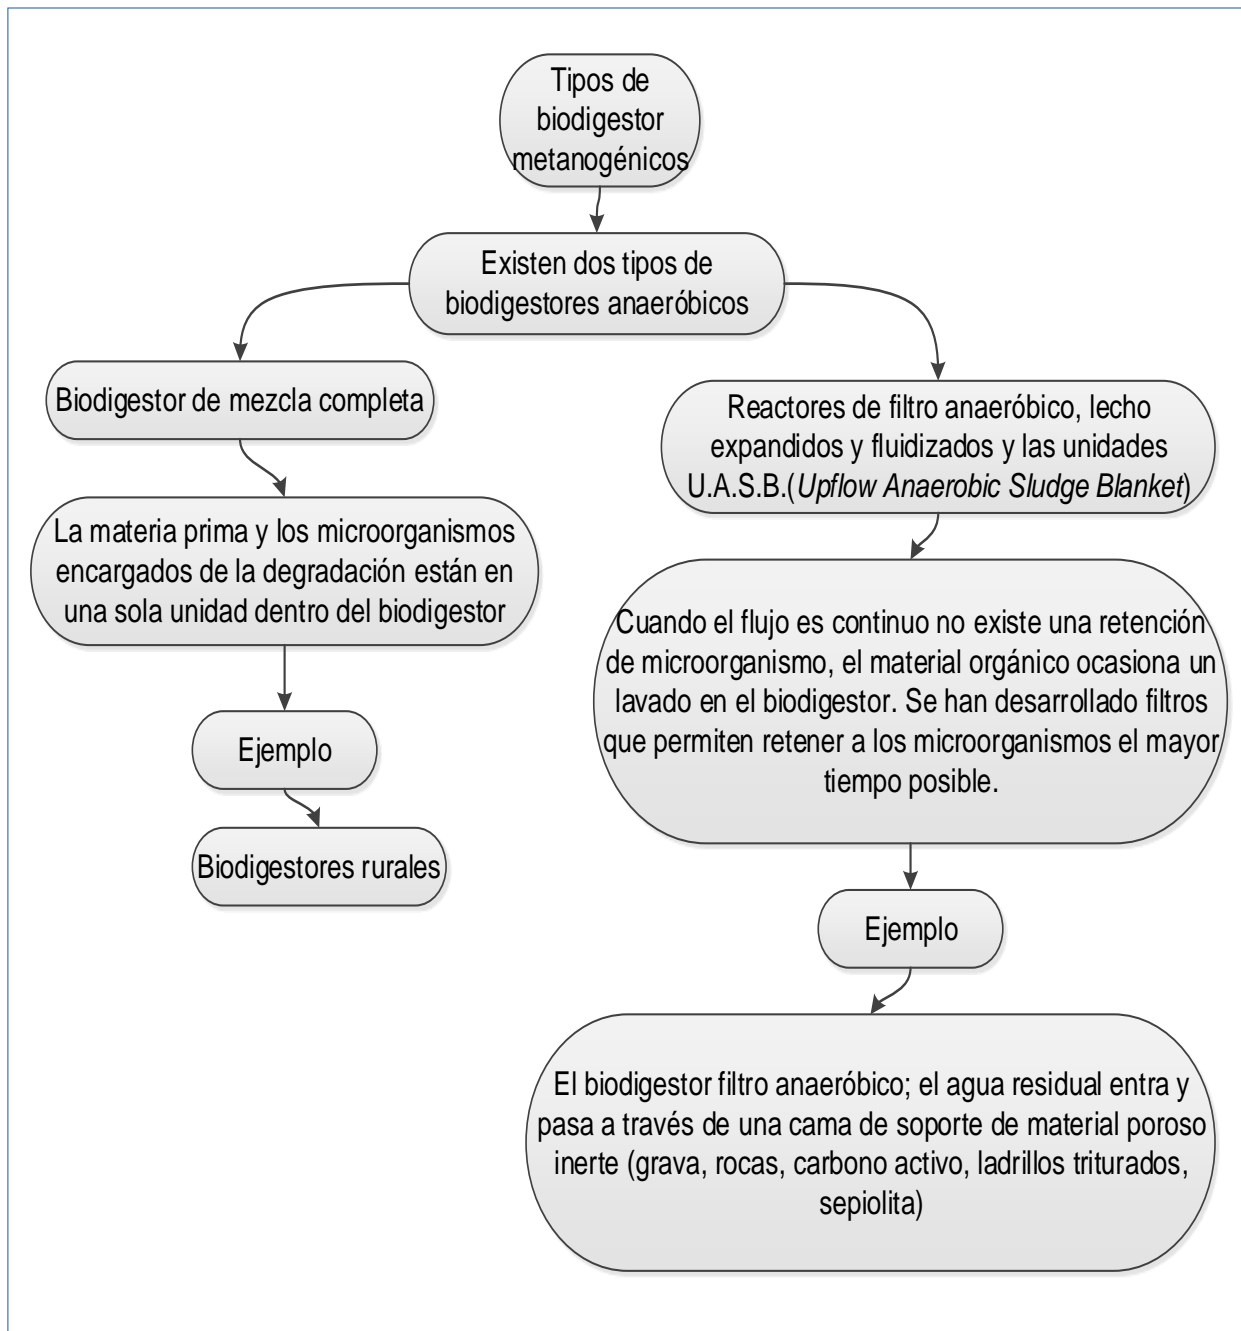 Tipos de
biodigestor
metanogénicos
Existen dos tipos de
biodigestores anaeróbicos
Biodigestor de mezcla completa
La materia prima y los microorganismos
encargados de la degradación están en
una sola unidad dentro del biodigestor
Ejemplo
Biodigestores rurales
Reactores de filtro anaeróbico, lecho
expandidos y fluidizados y las unidades
U.A.S.B.(Upflow Anaerobic Sludge Blanket)
Cuando el flujo es continuo no existe una retención
de microorganismo, el material orgánico ocasiona un
lavado en el biodigestor. Se han desarrollado filtros
que permiten retener a los microorganismos el mayor
tiempo posible.
Ejemplo
El biodigestor filtro anaeróbico; el agua residual entra y
pasa a través de una cama de soporte de material poroso
inerte (grava, rocas, carbono activo, ladrillos triturados,
sepiolita)